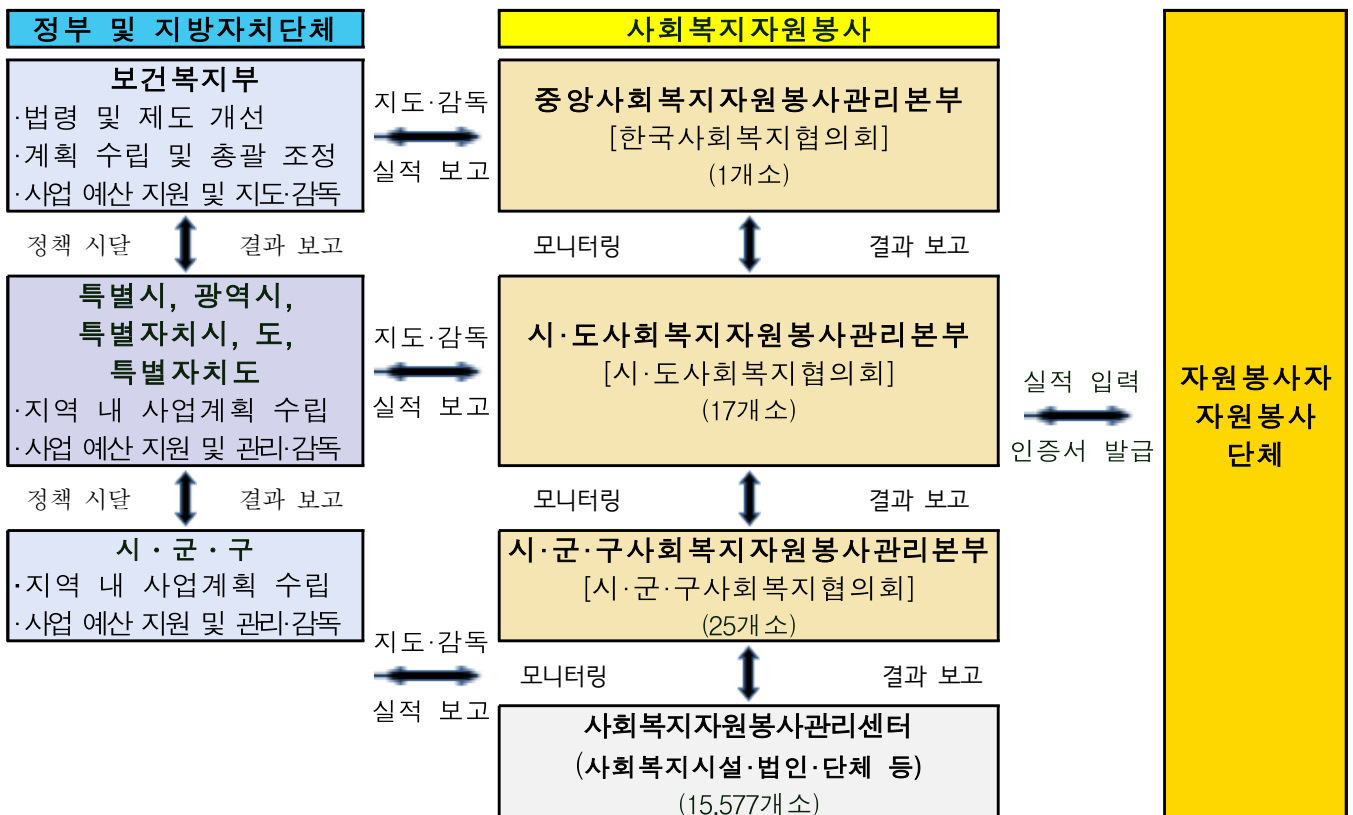 정부 및 지방자치단체
보건복지부
·법령 및 제도 개선
·계획 수립 및 총괄 조정
·사업 예산 지원 및 지도·감독
정책 시달
결과 보고
특별시, 광역시,
특별자치시, 도,
특별자치도
·지역 내 사업계획 수립
·사업 예산 지원 및 관리·감독
정책 시달
결과 보고
시·군·구
·지역 내 사업계획 수립
·사업 예산 지원 및 관리·감독
지도·감독
실적 보고
지도·감독
실적 보고
지도·감독
실적 보고
사회복지자원봉사
중앙사회복지자원봉사관리본부
[한국사회복지협의회]
(1개소)
모니터링
결과 보고
시·도사회복지자원봉사관리본부
[시·도사회복지협의회]
(17개소)
모니터링
결과 보고
시·군·구사회복지자원봉사관리본부
[시·군·구사회복지협의회]
(25개소)
모니터링
결과 보고
사회복지자원봉사관리센터
(사회복지시설·법인·단체 등)
(15,577개소)
실적 입력
인증서 발급
자원봉사자
자원봉사
단체